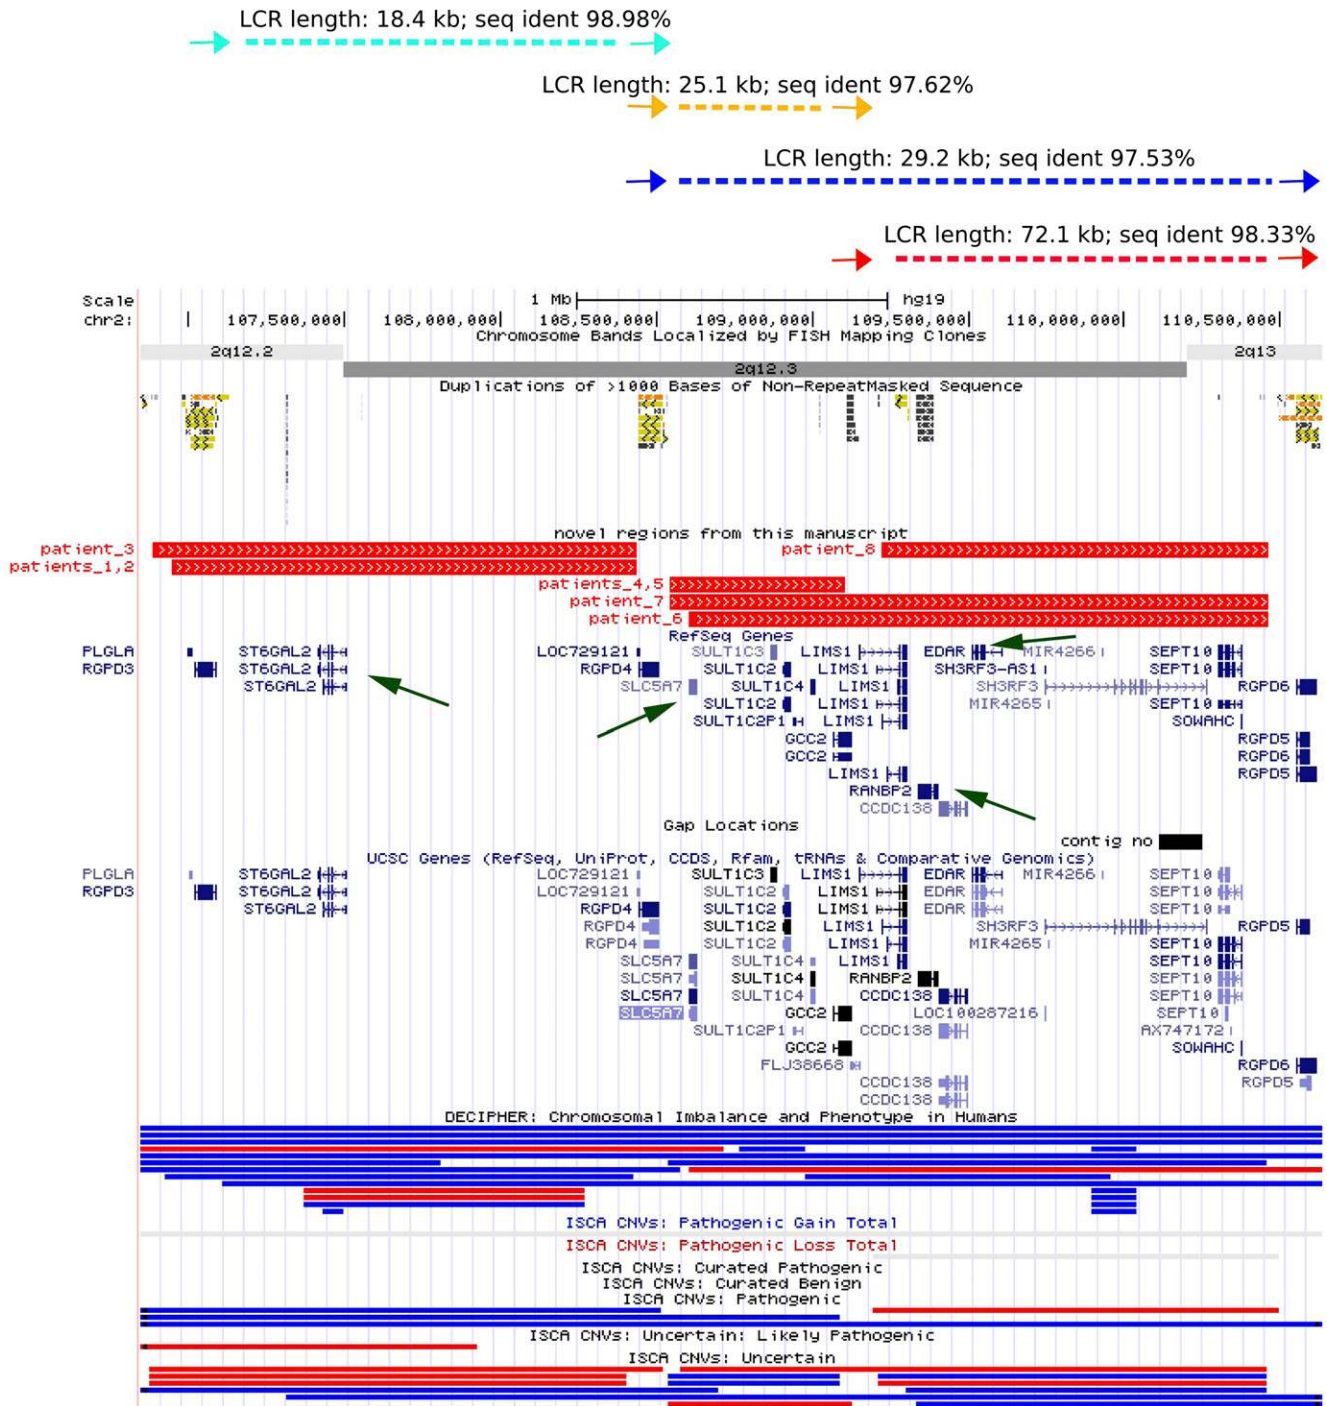 LCR length: 18.4 kb; seq ident 98.98%
LCR length: 25.1 kb; seq ident 97.62%
LCR length: 29.2 kb; seq ident 97.53%
LCR length: 72.1 kb; seq ident 98.33%
Scale 1 Mb hg19
chr2: | 107,500,000| 108,000,000| 108,500,000| 109,000,000| 109,500,000| 110,000,000| 110,500,000|
Chromosome Bands Localized by FISH Mapping Clones
2q12.2 2q13
2q12.3
Duplications of >1000 Bases of Non-RepeatMasked Sequence
novel regions from this manuscript
patient_3 patient_8
patients_1,2
patients_4,5
patient_7
patient_6
RefSeq Genes
PLGLA ST6GAL2 LOC729121 SULT1C3 LIMS1 EDAR MIR4266 SEPT10
RGPD3 ST6GAL2 RGPD4 SULT1C2 LIMS1 SH3RF3-AS1 SEPT10
ST6GAL2 SLC5A7 SULT1C4 LIMS1 SH3RF3 RGPD6
SULT1C2 LIMS1 MIR4265 SEPT10
SULT1C2P1 LIMS1 SOWAHC
GCC2 RGPD5
GCC2 RGPD6
LIMS1 RGPD5
RANBP2
CCDC138
Gap Locations
contig no
UCSC Genes (RefSeq, UniProt, CCDS, Rfam, tRNAs & Comparative Genomics)
PLGLA ST6GAL2 LOC729121 SULT1C3 LIMS1 EDAR MIR4266 SEPT10
RGPD3 ST6GAL2 LOC729121 SULT1C2 LIMS1 EDAR SEPT10
ST6GAL2 RGPD4 SULT1C2 LIMS1 EDAR SEPT10
RGPD4 SULT1C2 LIMS1 SH3RF3 RGPD5
RGPD4 SULT1C2 LIMS1 MIR4265 SEPT10
SLC5A7 SULT1C4 LIMS1 SEPT10
SLC5A7 SULT1C4 RANBP2 SEPT10
SLC5A7 SULT1C4 CCDC138 SEPT10
SLC5A7 GCC2 LOC100287216 SEPT10
SULT1C2P1 CCDC138 AX747172
GCC2 SOWAHC
FLJ38668 RGPD6
CCDC138 RGPD5
CCDC138
DECIPHER: Chromosomal Imbalance and Phenotype in Humans
ISCA CNVs: Pathogenic Gain Total
ISCA CNVs: Pathogenic Loss Total
ISCA CNVs: Curated Pathogenic
ISCA CNVs: Curated Benign
ISCA CNVs: Pathogenic
ISCA CNVs: Uncertain: Likely Pathogenic
ISCA CNVs: Uncertain